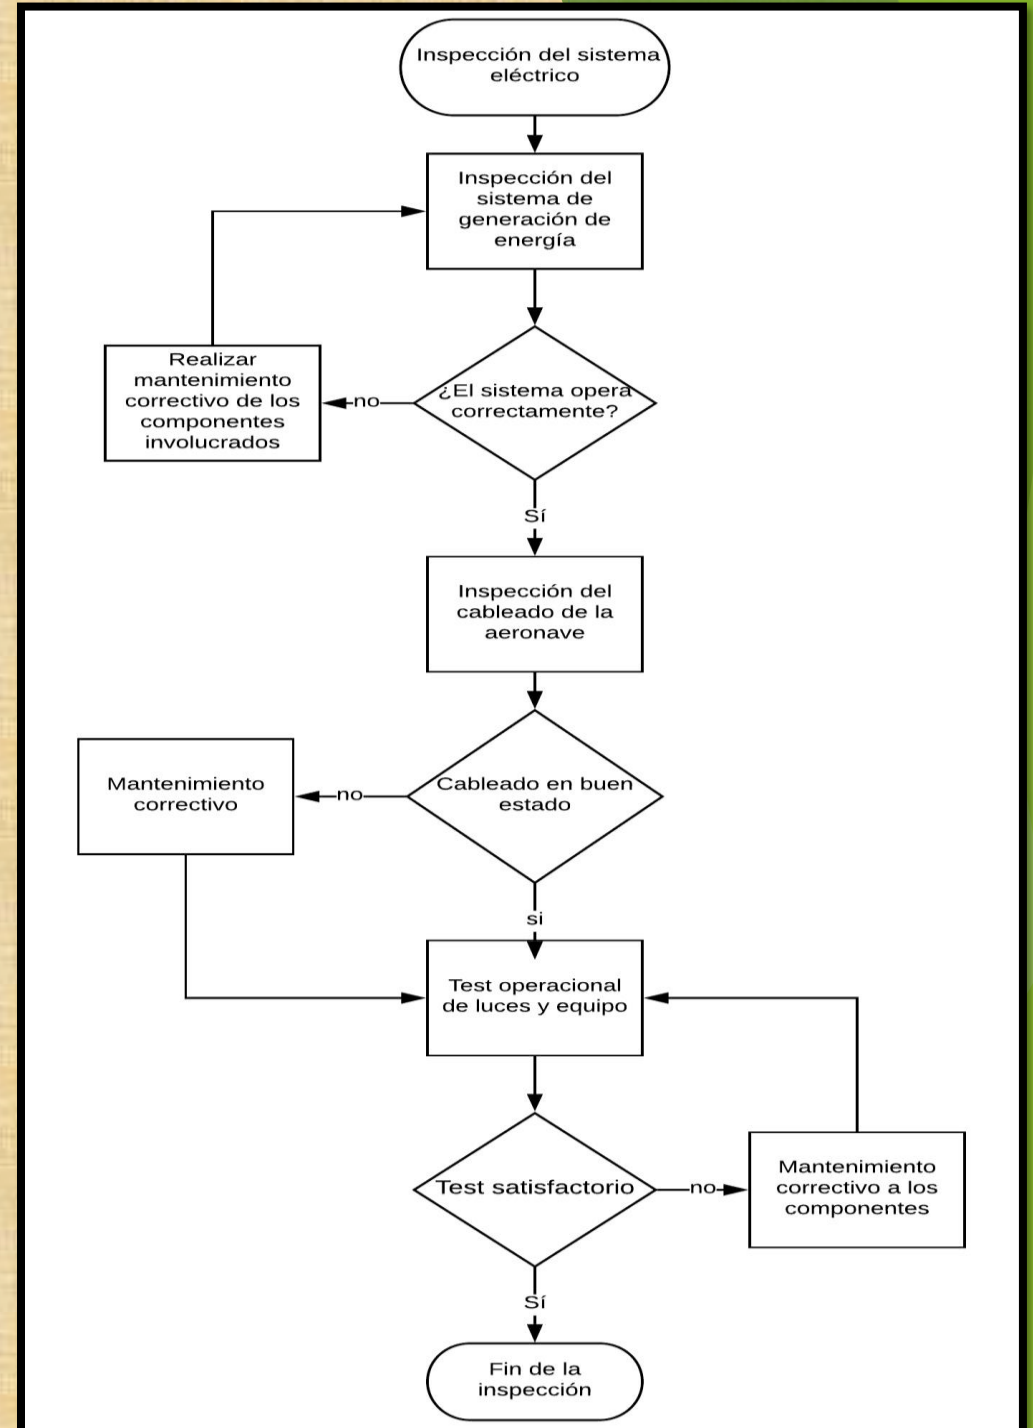 Inspección del sistema
eléctrico
Inspección del
sistema de
generación de
energía
Realizar
mantenimiento
correctivo de los
componentes
involucrados
no
¿El sistema opera
correctamente?
Sí
Inspección del
cableado de la
aeronave
Mantenimiento
correctivo
no
Cableado en buen
estado
si
Test operacional
de luces y equipo
Test satisfactorio
no
Mantenimiento
correctivo a los
componentes
Sí
Fin de la
inspección